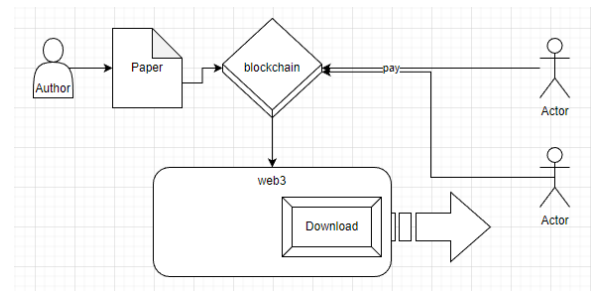 Author
Paper
blockchain
pay
Actor
web3
Download
Actor